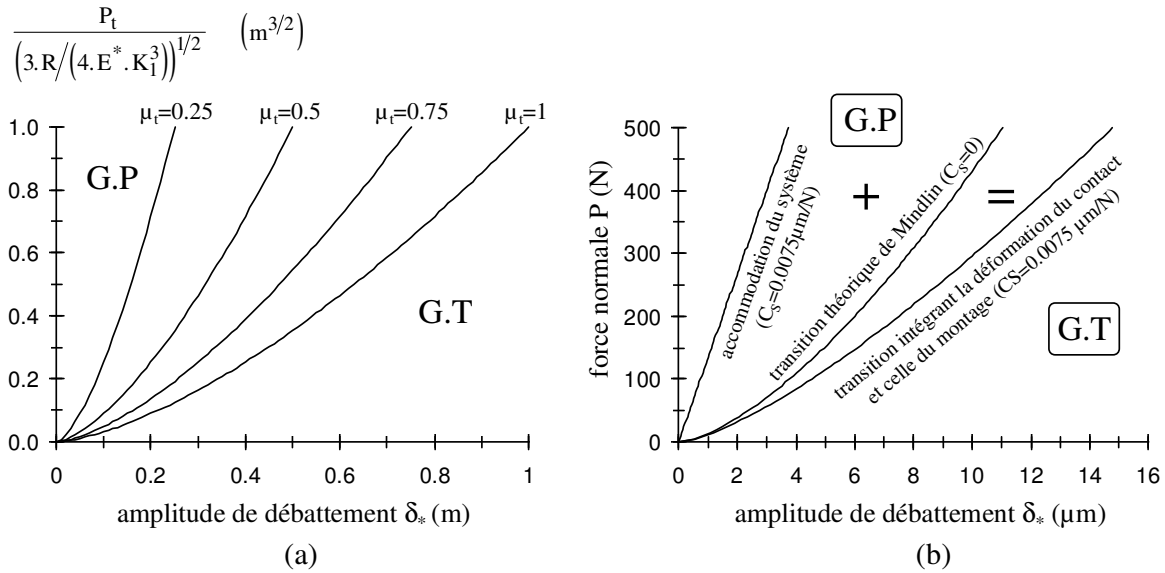 P_t
(3.R/(4.E*.K_1^3))^1/2 (m^3/2)
µ_t=0.25 µ_t=0.5 µ_t=0.75 µ_t=1
1.0
0.8
0.6
0.4
0.2
0.0
G.P
G.T
0 0.2 0.4 0.6 0.8 1
amplitude de débattement δ_* (m)
(a)
force normale P (N)
500
400
300
200
100
0
G.P
+
=
G.T
accommodation du système
(C_s=0.0075µm/N)
transition théorique de Mindlin (C_s=0)
transition intégrant la déformation du contact
et celle du montage (CS=0.0075 µm/N)
0 2 4 6 8 10 12 14 16
amplitude de débattement δ_* (µm)
(b)